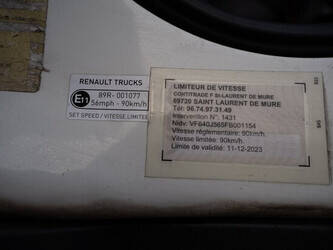 RENAULT TRUCKS
E11
89R- 001077
56mph - 90km/h
SET SPEED / VITESSE LIMITEE
LIMITEUR DE VITESSE
CONTITRADE F St-LAURENT DE MURE
69720 SAINT LAURENT DE MURE
Tél: 06.74.97.31.49
Intervention N°: 1431
Nidv: VF640J565FB001154
Vitesse réglementaire: 90km/h.
Vitesse limitée: 90km/h.
Limite de validité: 11-12-2023